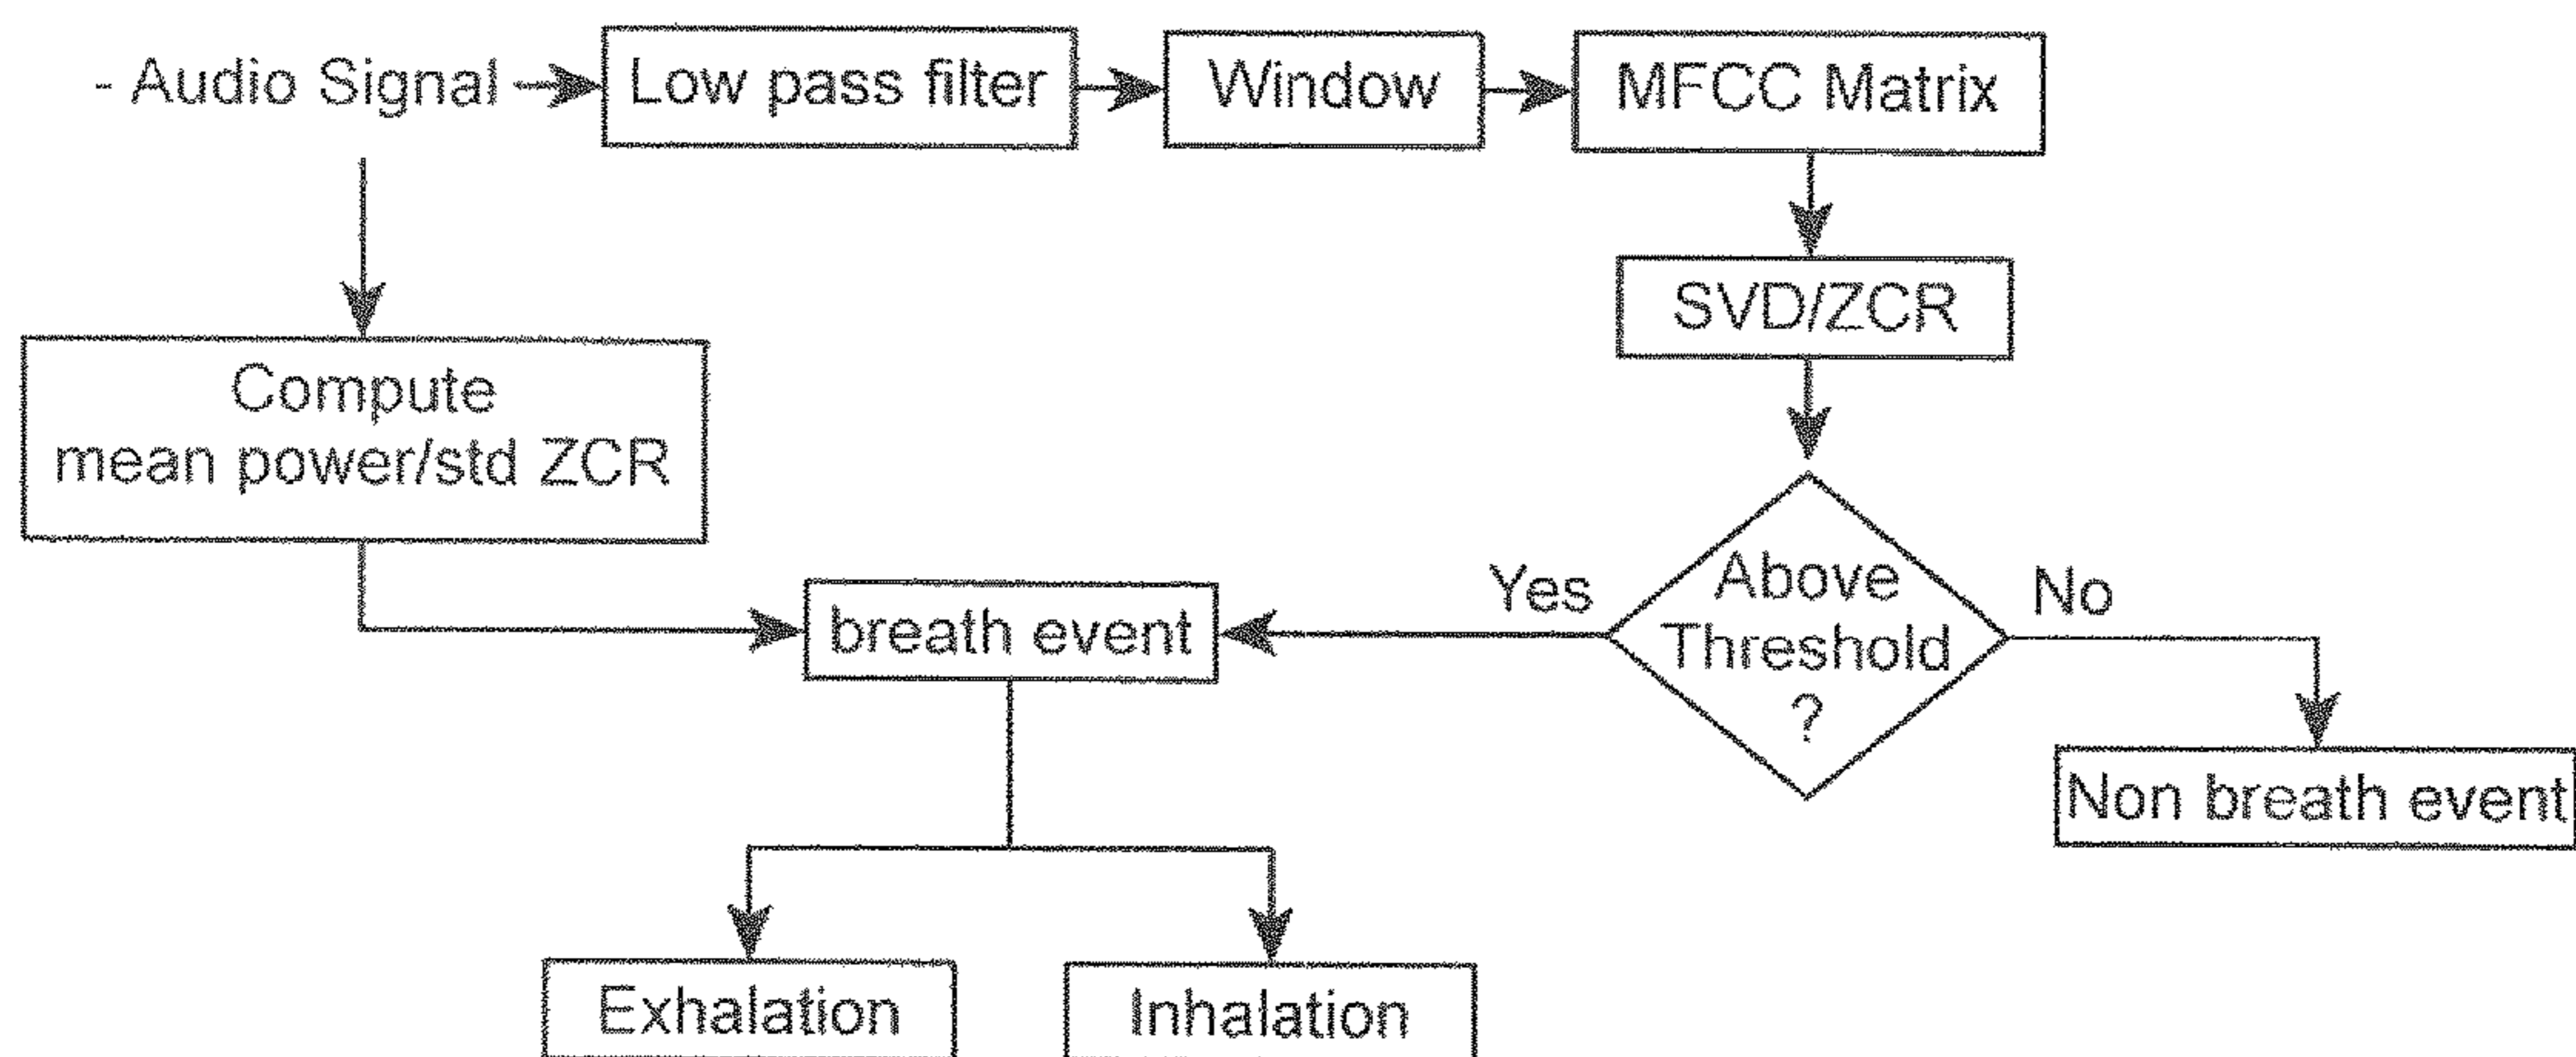 - Audio Signal
Low pass filter
Window
MFCC Matrix
SVD/ZCR
Compute
mean power/std ZCR
Above
Threshold
?
Yes
No
breath event
Non breath event
Exhalation
Inhalation